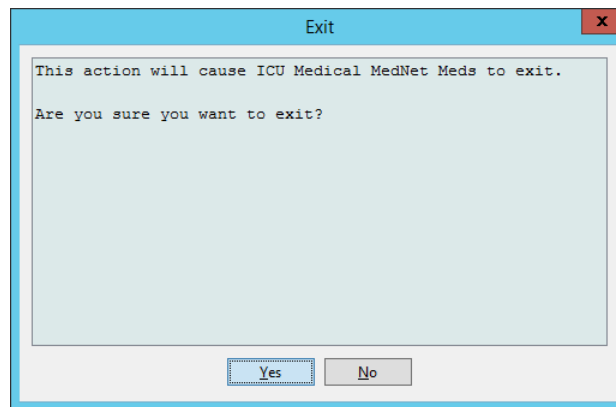 Exit
x
This action will cause ICU Medical MedNet Meds to exit.
Are you sure you want to exit?
Yes No